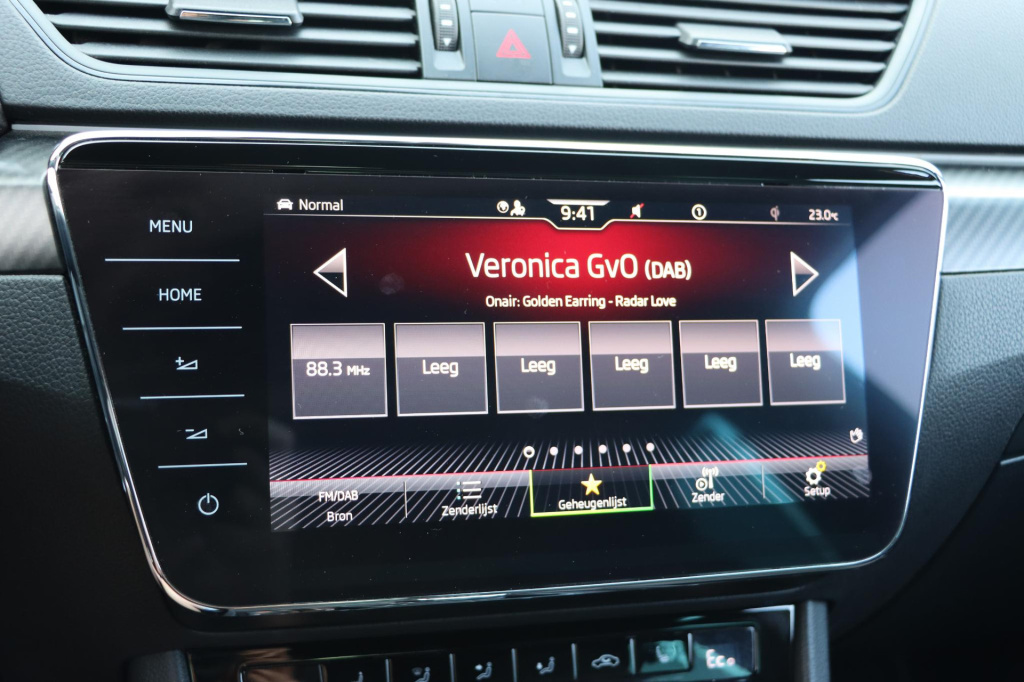 Normal
9:41
1
23.0°C
MENU
HOME
Veronica GvO (DAB)
Onair: Golden Earring - Radar Love
88.3 MHz
Leeg
Leeg
Leeg
Leeg
Leeg
FM/DAB
Bron
Zenderlijst
Geheugenlijst
Zender
Setup